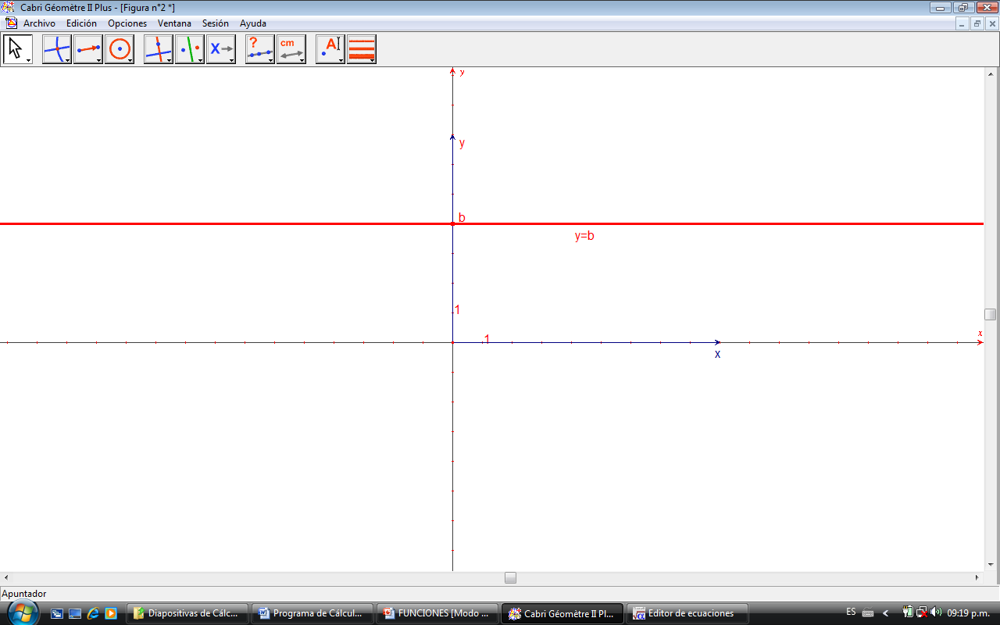 Cabri Géomètre II Plus - [Figura n°2 *]
Archivo Edición Opciones Ventana Sesión Ayuda
X ? cm A
y
y
b
y=b
1
1
x
x
Apuntador
Diapositivas de Cálc... Programa de Cálcul... FUNCIONES [Modo ... Cabri Géomètre II Pl... Editor de ecuaciones ES 09:19 p.m.